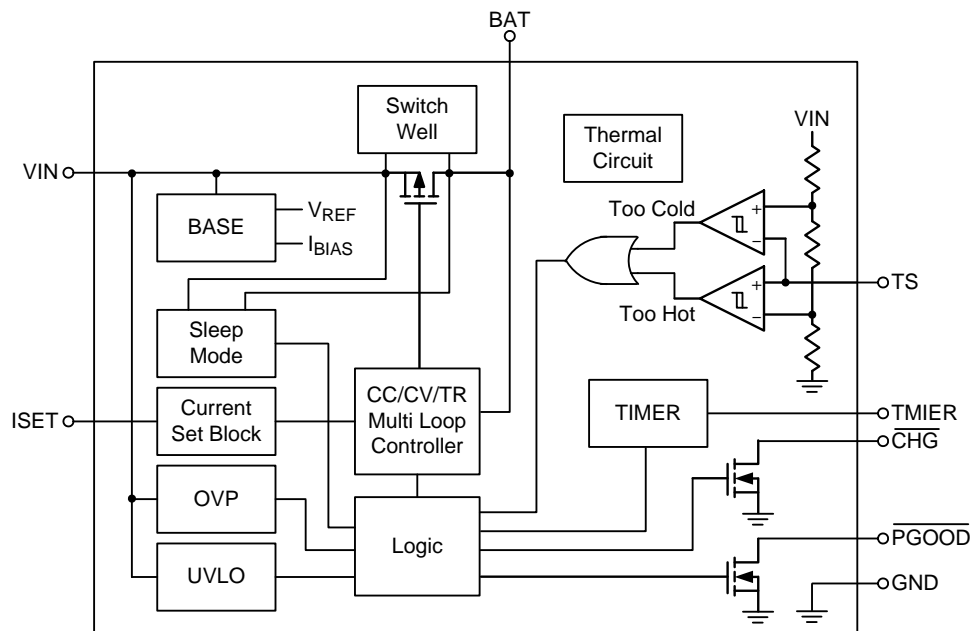 BAT
Switch
Well
Thermal
Circuit
VIN
VIN
BASE
VREF
IBIAS
Too Cold
+
−
Too Hot
+
−
TS
Sleep
Mode
ISET
Current
Set Block
CC/CV/TR
Multi Loop
Controller
TIMER
TMIER
CHG
OVP
Logic
PGOOD
UVLO
GND